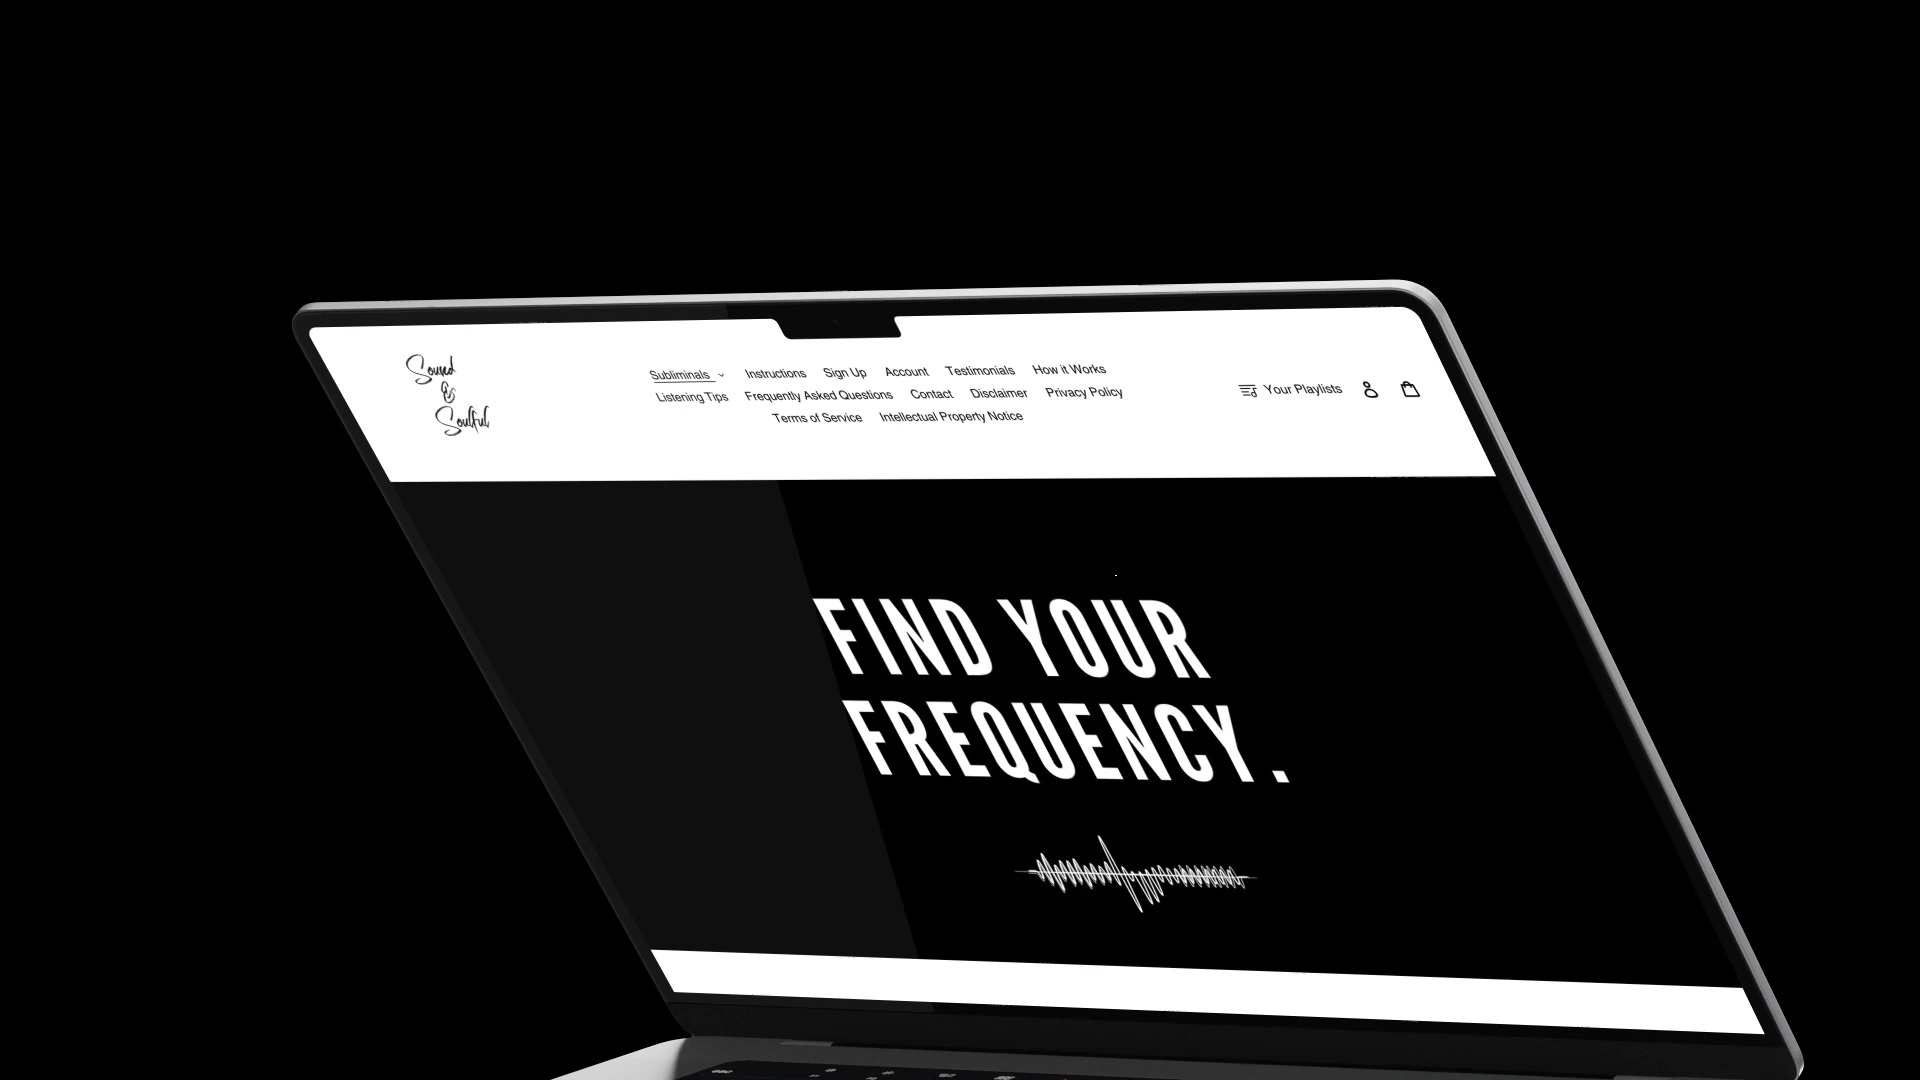 Sound
&
Soulful
Subliminals Instructions Sign Up Account Testimonials How it Works
Listening Tips Frequently Asked Questions Contact Disclaimer Privacy Policy
Terms of Service Intellectual Property Notice
Your Playlists
FIND YOUR
FREQUENCY.